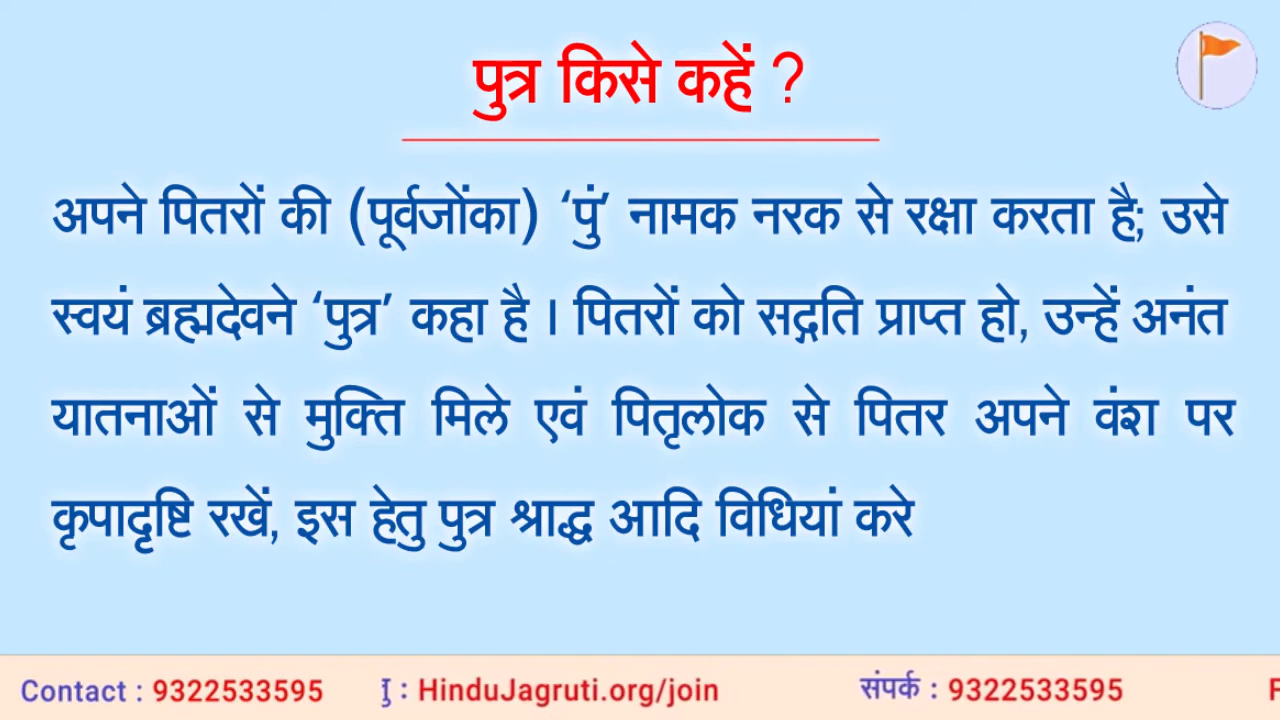 पुत्र किसे कहें ?
अपने पितरों की (पूर्वजोंका) ‘पुं’ नामक नरक से रक्षा करता है; उसे
स्वयं ब्रह्मदेवने ‘पुत्र’ कहा है । पितरों को सद्गति प्राप्त हो, उन्हें अनंत
यातनाओं से मुक्ति मिले एवं पितृलोक से पितर अपने वंश पर
कृपादृष्टि रखें, इस हेतु पुत्र श्राद्ध आदि विधियां करे
Contact : 9322533595 : HinduJagruti.org/join संपर्क : 9322533595